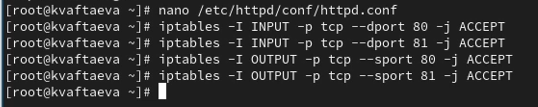 [root@kvaftaeva ~]# nano /etc/httpd/conf/httpd.conf
[root@kvaftaeva ~]# iptables -I INPUT -p tcp --dport 80 -j ACCEPT
[root@kvaftaeva ~]# iptables -I INPUT -p tcp --dport 81 -j ACCEPT
[root@kvaftaeva ~]# iptables -I OUTPUT -p tcp --sport 80 -j ACCEPT
[root@kvaftaeva ~]# iptables -I OUTPUT -p tcp --sport 81 -j ACCEPT
[root@kvaftaeva ~]#